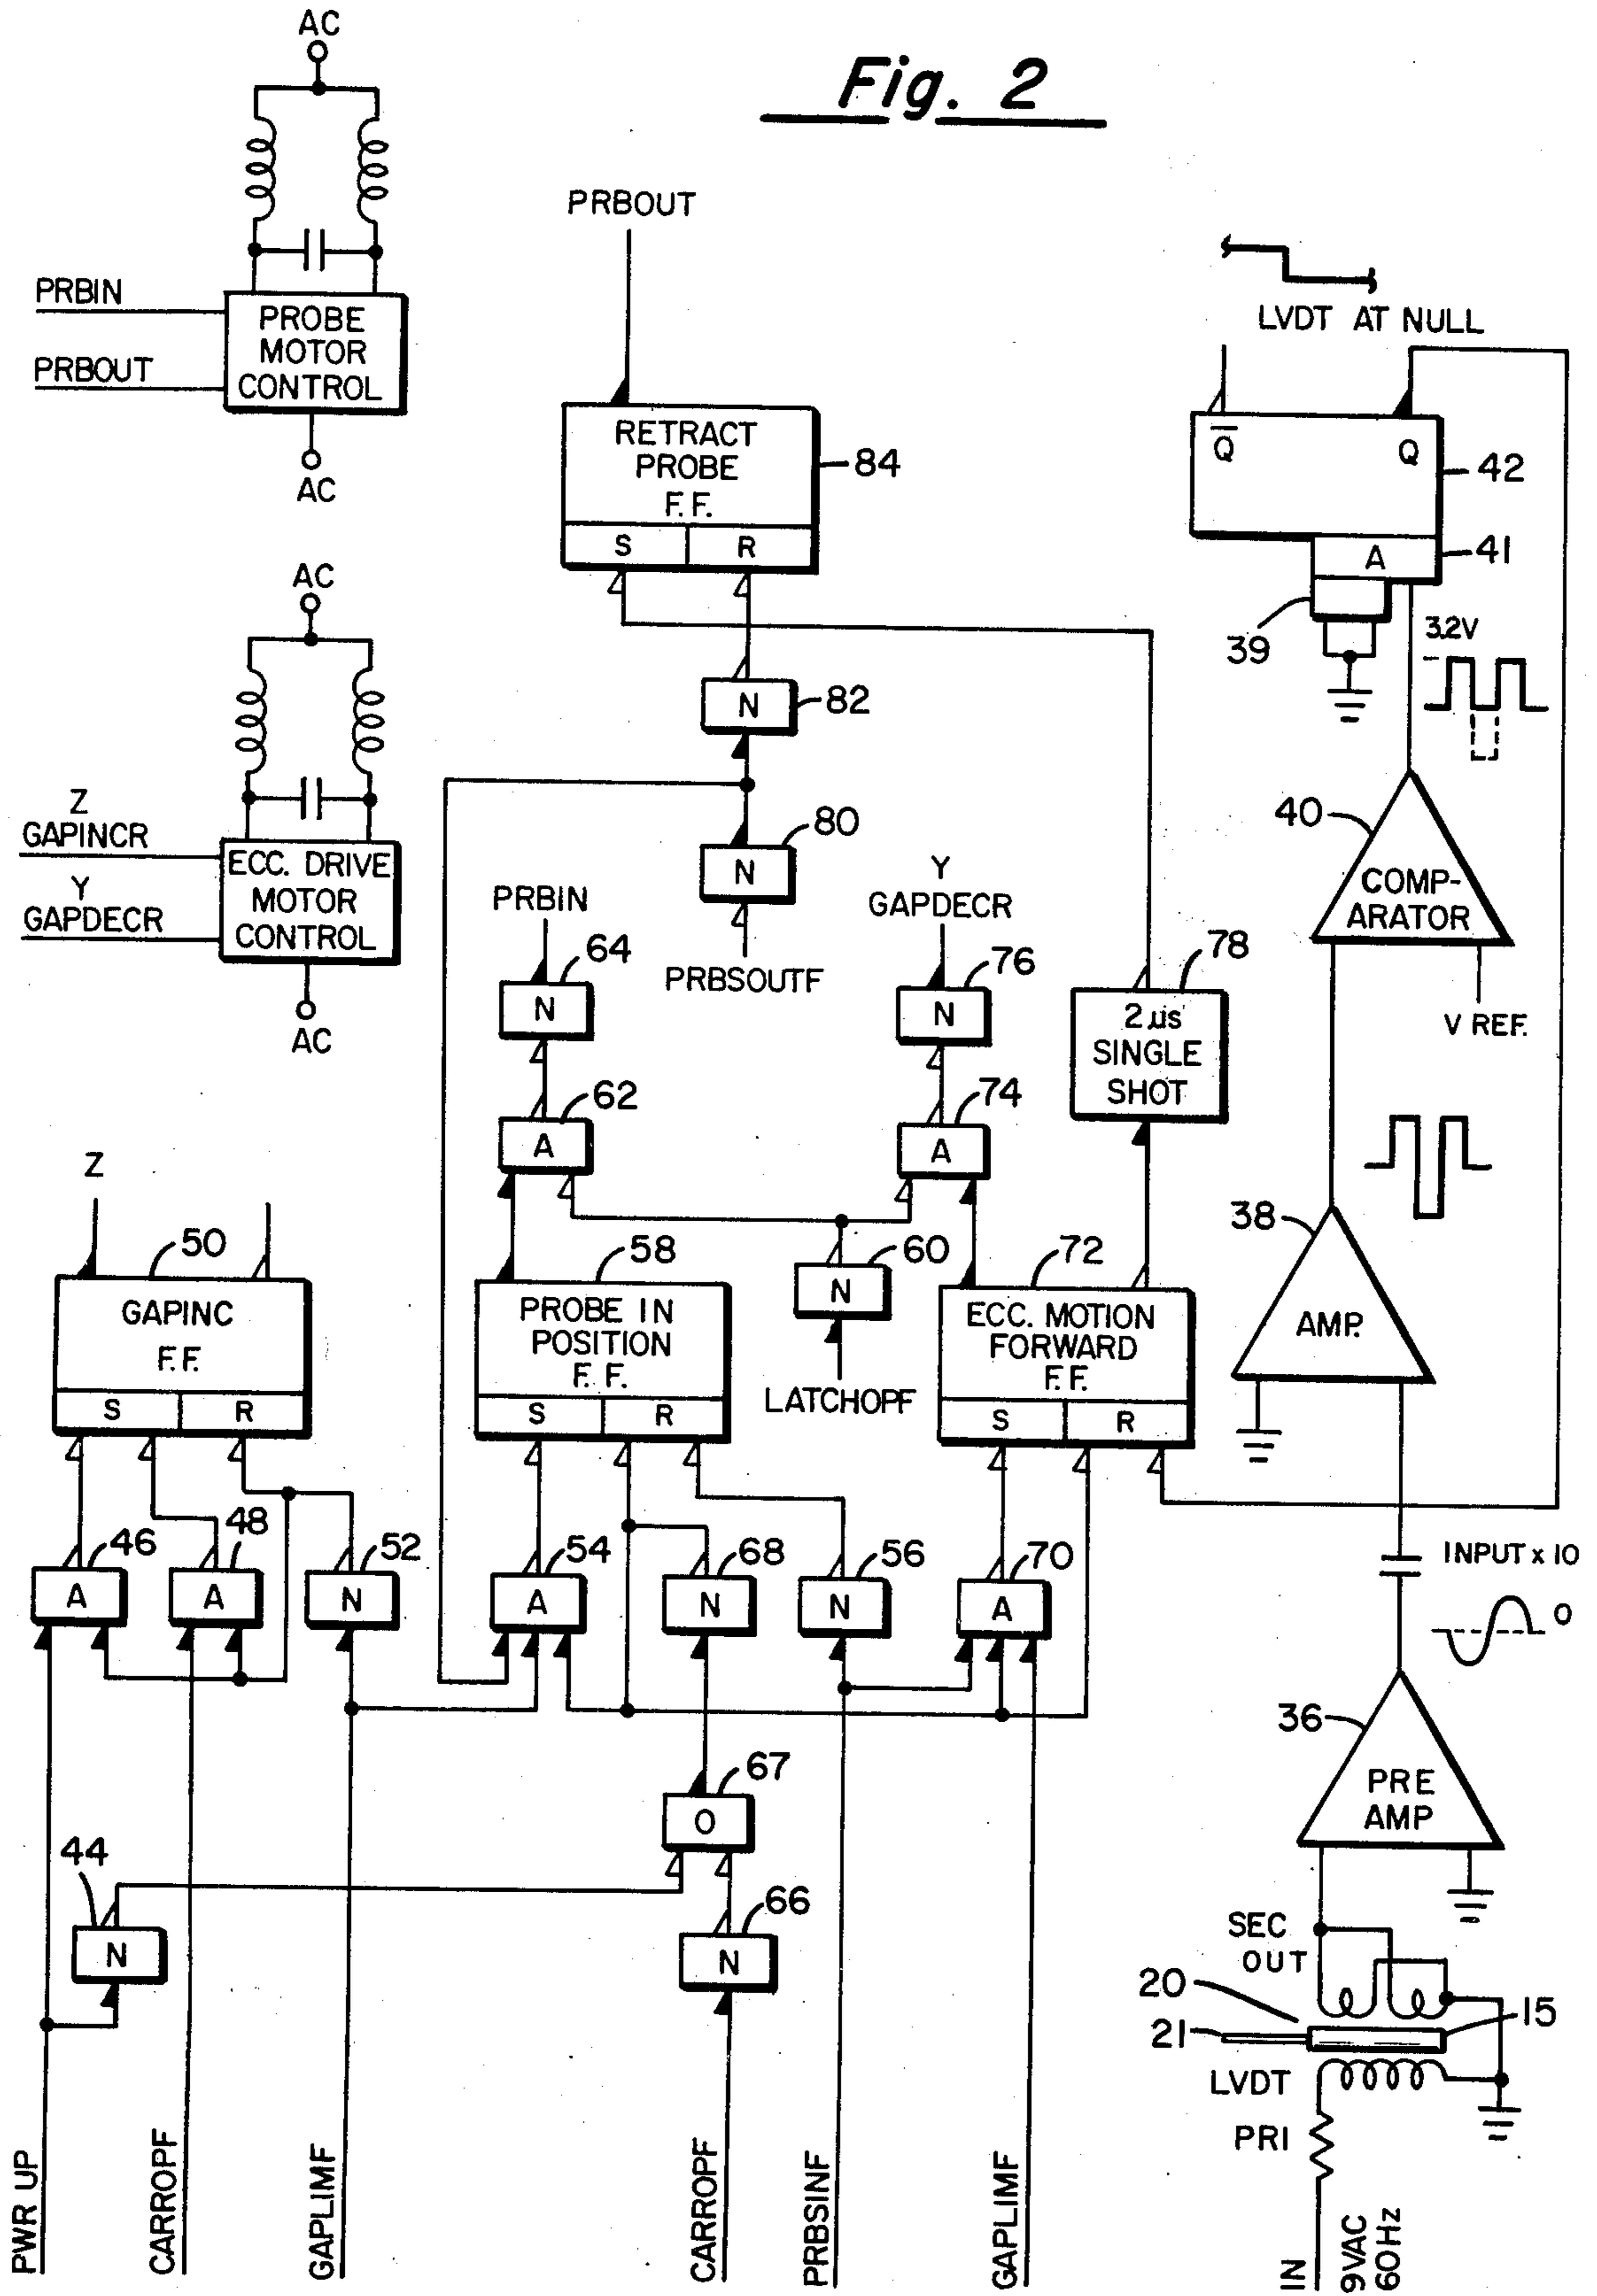 Fig. 2
AC
PRBIN
PRBOUT
PROBE
MOTOR
CONTROL
AC
AC
Z
GAPINCR
Y
GAPDECR
ECC. DRIVE
MOTOR
CONTROL
AC
PRBOUT
RETRACT
PROBE
F.F.
S R
84
N 82
80
N
PRBSOUTF
PRBIN
64
N
62
A
Y
GAPDECR
76
N
74
A
78
2 µs
SINGLE
SHOT
LVDT AT NULL
Q̅ Q
42
A 41
39
3.2V
40
COMP-
ARATOR
V REF.
38
AMP.
INPUT x 10
0
36
PRE
AMP
SEC
OUT
20
21
15
LVDT
PRI
IN
9VAC
60Hz
Z
50
GAPINC
F.F.
S R
58
PROBE IN
POSITION
F.F.
S R
60
N
LATCHOPF
72
ECC. MOTION
FORWARD
F.F.
S R
46
A
48
A
52
N
54
A
68
N
56
N
70
A
67
O
44
N
66
N
PWR UP
CARROPF
GAPLIMF
CARROPF
PRBSINF
GAPLIMF